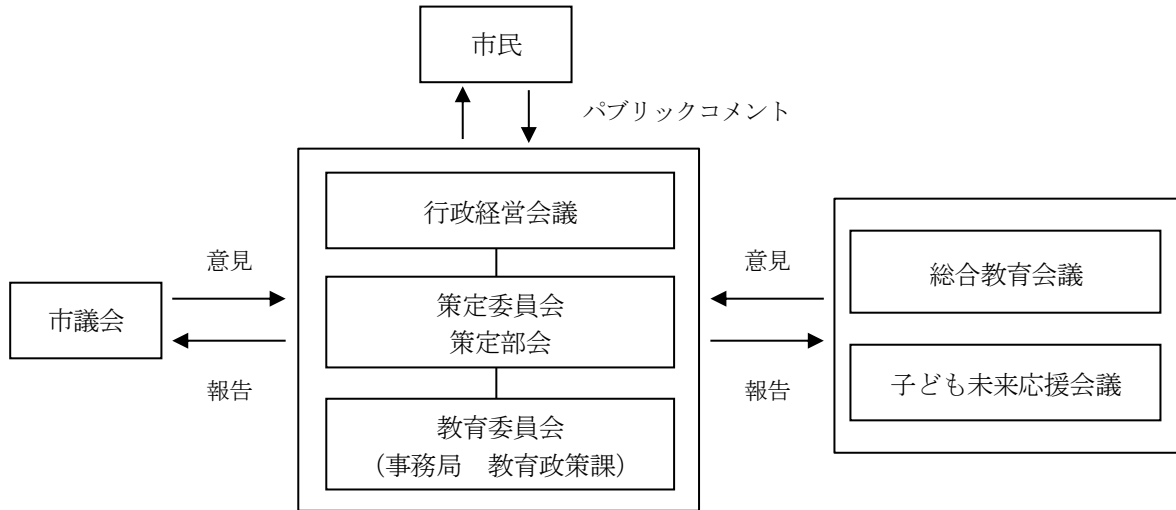 市民
パブリックコメント
行政経営会議
意見
意見
総合教育会議
市議会
策定委員会
策定部会
報告
報告
子ども未来応援会議
教育委員会
（事務局　教育政策課）